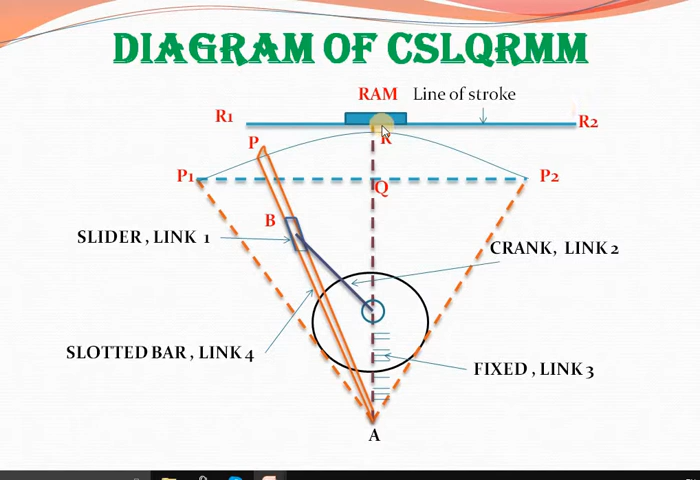 DIAGRAM OF CSLQRMM
RAM Line of stroke
R1 R2
R
P
P1 Q P2
B
SLIDER , LINK 1
CRANK, LINK 2
SLOTTED BAR , LINK 4
FIXED , LINK 3
A